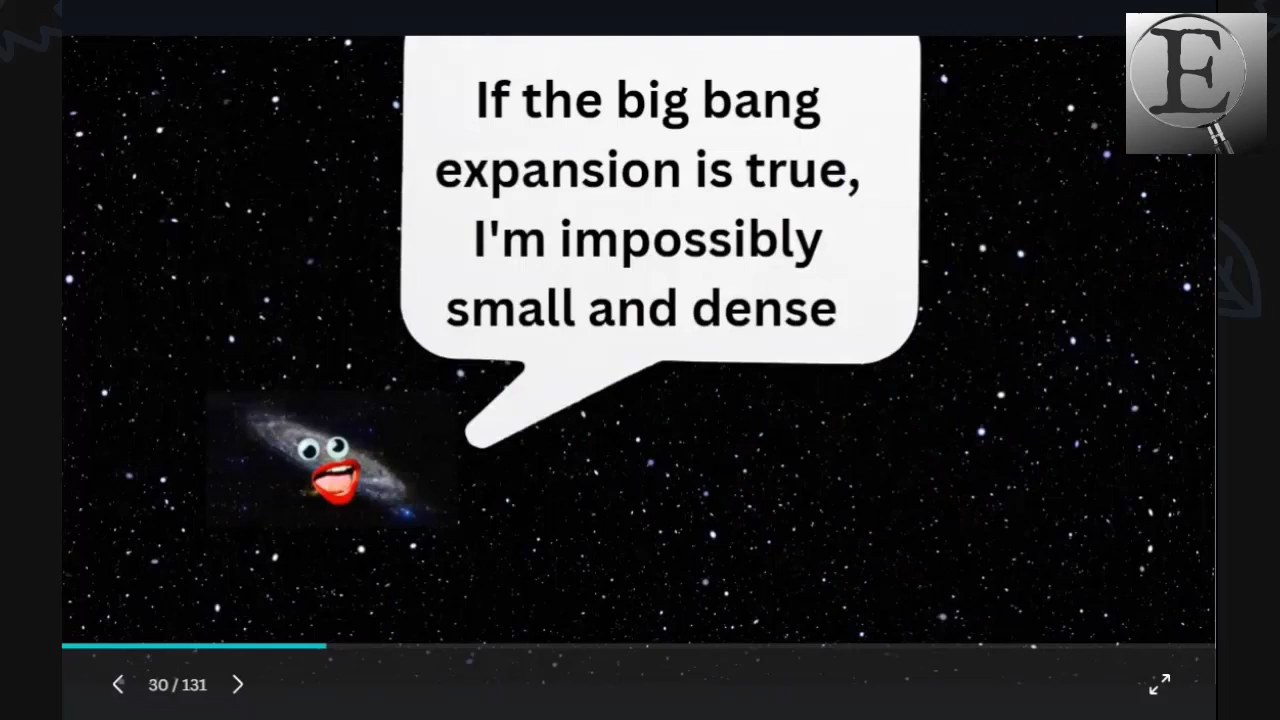 If the big bang
expansion is true,
I'm impossibly
small and dense
E
30 / 131